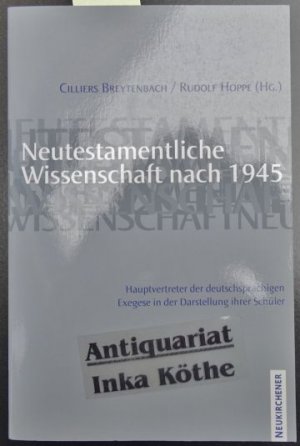 CILLIERS BREYTENBACH / RUDOLF HOPPE (HG.)
Neutestamentliche
Wissenschaft nach 1945
WISSENSCHAFTNEU
Hauptvertreter der deutschsprachigen
Exegese in der Darstellung ihrer Schüler
Antiquariat
Inka Köthe
NEUKIRCHENER